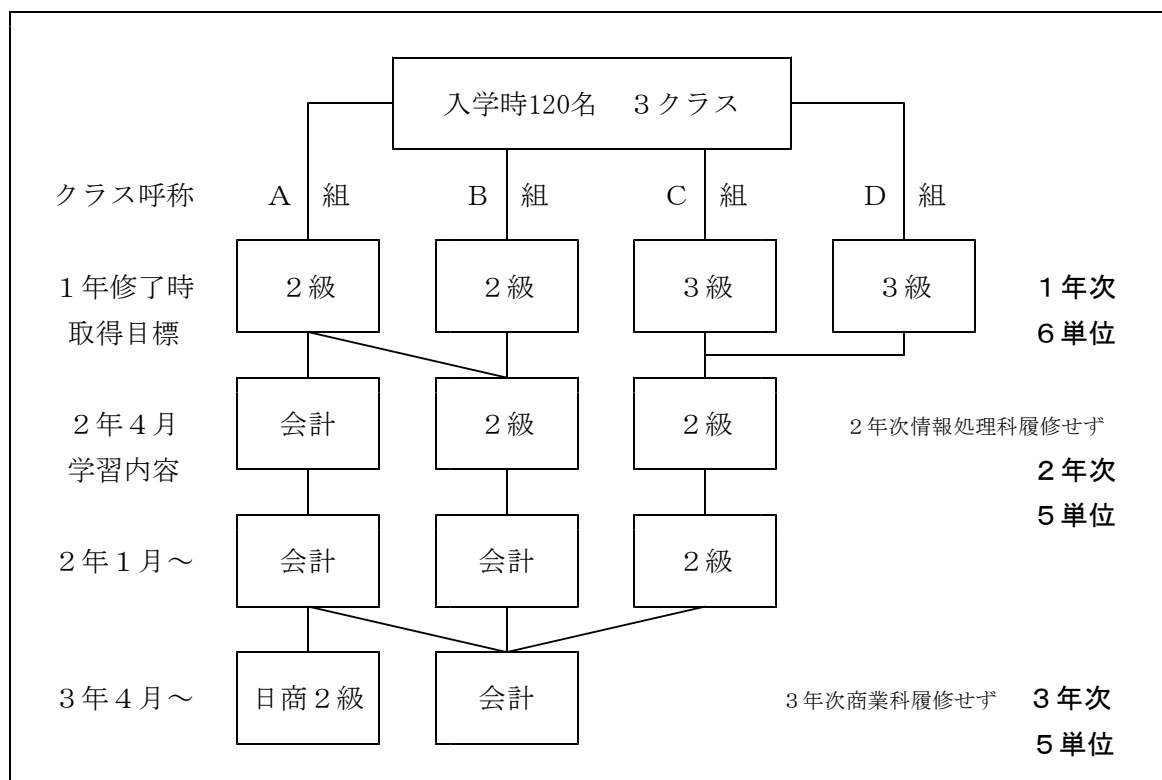 入学時120名 ３クラス
クラス呼称 Ａ 組 Ｂ 組 Ｃ 組 Ｄ 組
１年修了時
取得目標
２級 ２級 ３級 ３級
１年次
６単位
２年４月
学習内容
会計 ２級 ２級
２年次情報処理科履修せず
２年次
５単位
２年１月～ 会計 会計 ２級
３年４月～ 日商２級 会計 ３年次商業科履修せず ３年次
５単位